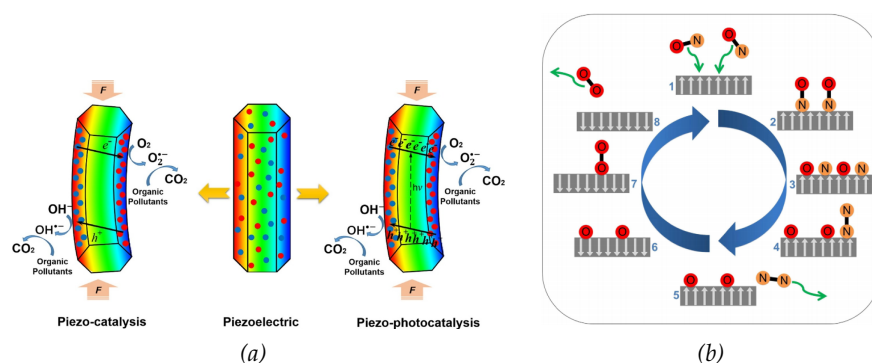 F
F
e⁻
O₂
O₂•⁻
CO₂
Organic
Pollutants
OH⁻
OH•⁻
CO₂
Organic
Pollutants
h⁺
F
Piezo-catalysis
Piezoelectric
e⁻ e⁻ e⁻ e⁻ e
O₂
O₂•⁻
CO₂
Organic
Pollutants
hν
OH⁻
OH•⁻
CO₂
Organic
Pollutants
h⁺ h⁺ h⁺ h h h
F
Piezo-photocatalysis
(a)
O N
O N
1
O O
N N
2
O N O N
3
N
O O N
4
O O N N
5
O O
6
O
O
7
O
O
8
(b)